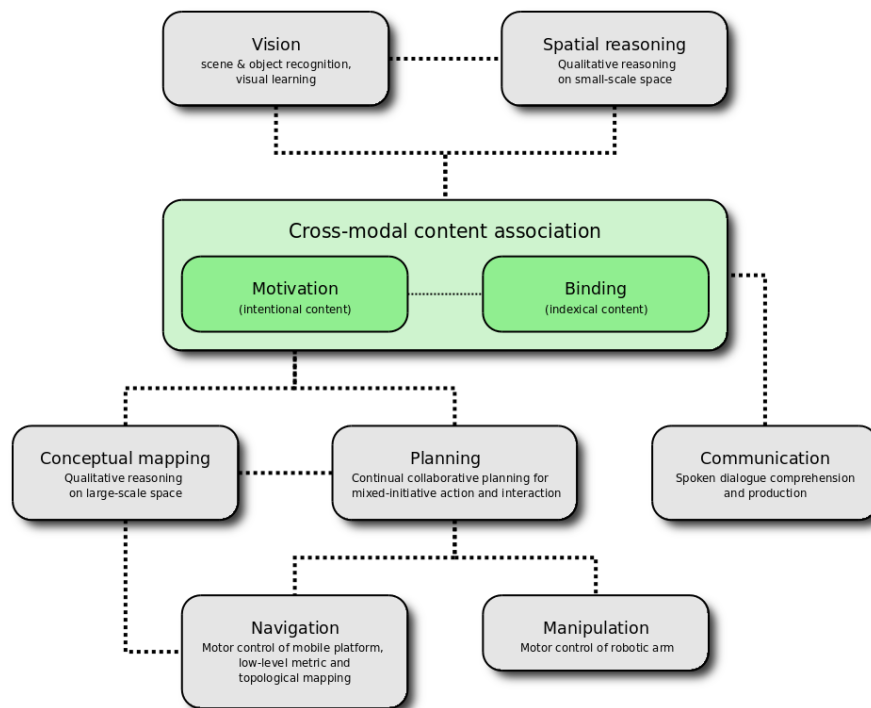 Vision
scene & object recognition,
visual learning
Spatial reasoning
Qualitative reasoning
on small-scale space
Cross-modal content association
Motivation
(intentional content)
Binding
(indexical content)
Conceptual mapping
Qualitative reasoning
on large-scale space
Planning
Continual collaborative planning for
mixed-initiative action and interaction
Communication
Spoken dialogue comprehension
and production
Navigation
Motor control of mobile platform,
low-level metric and
topological mapping
Manipulation
Motor control of robotic arm